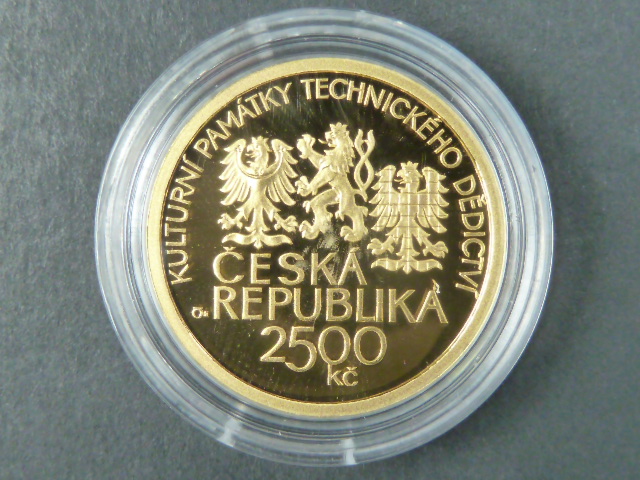 KULTURNÍ PAMÁTKY TECHNICKÉHO DĚDICTVÍ
ČESKÁ
REPUBLIKA
2500
Kč